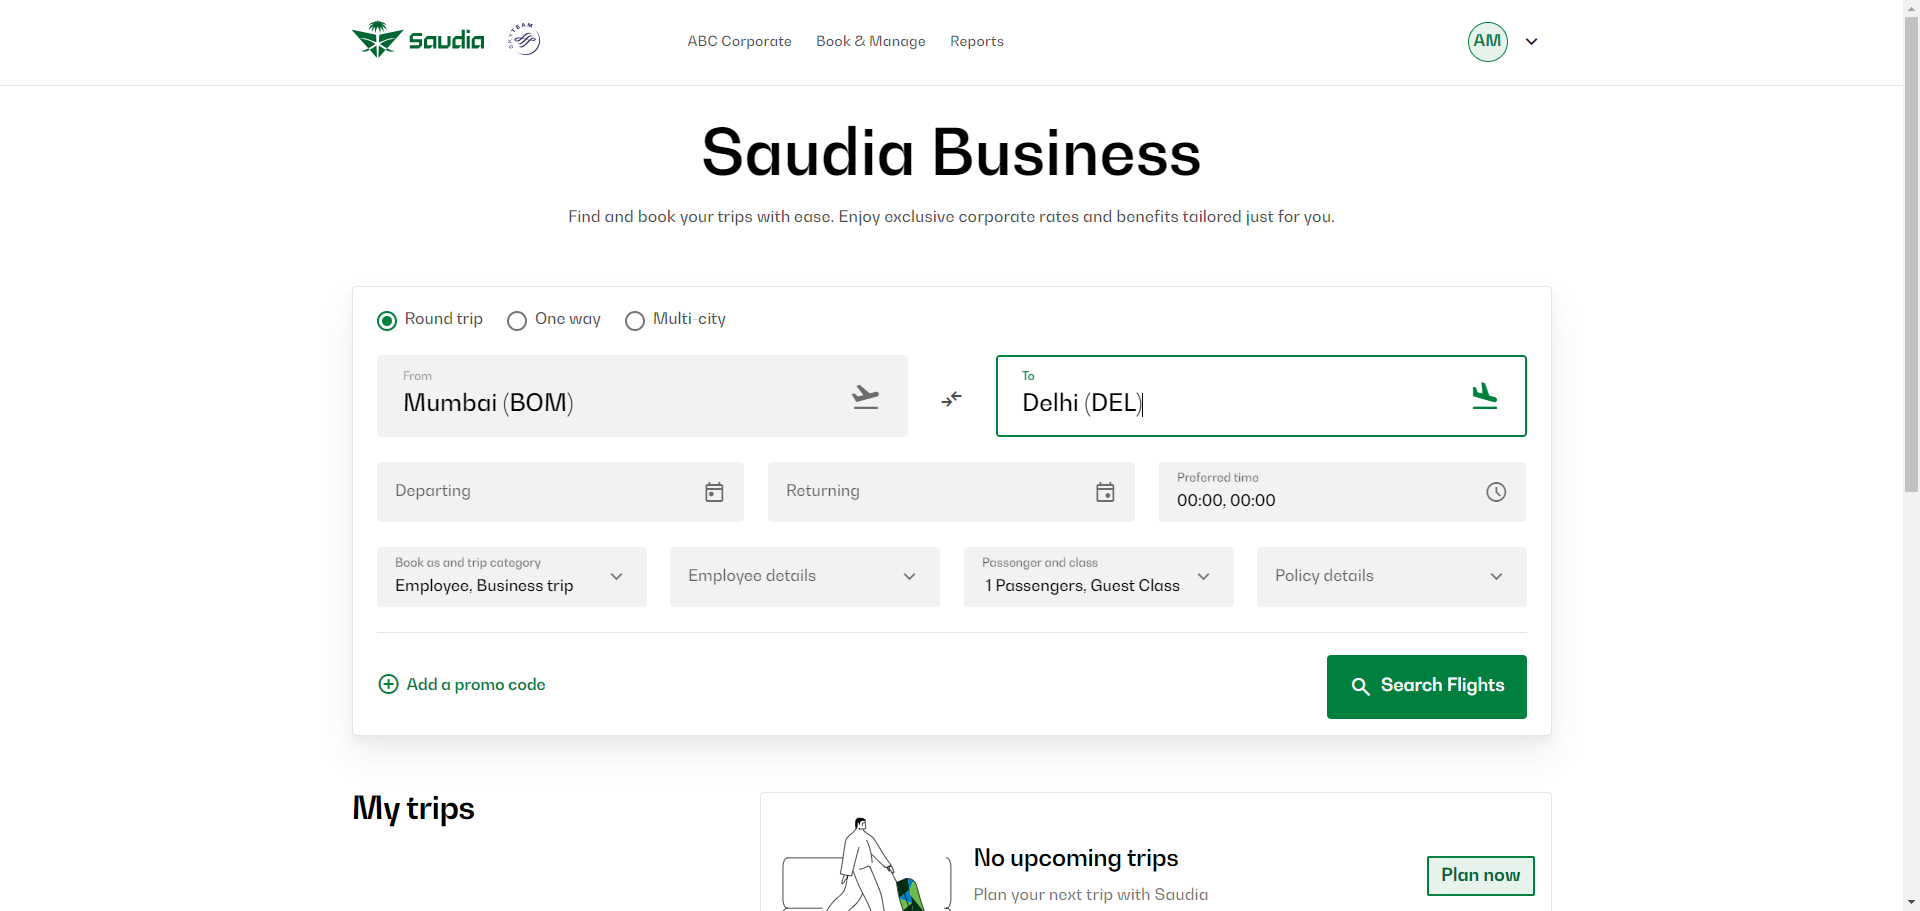 Saudia
SKYTEAM
ABC Corporate
Book & Manage
Reports
AM
Saudia Business
Find and book your trips with ease. Enjoy exclusive corporate rates and benefits tailored just for you.
Round trip
One way
Multi-city
From
Mumbai (BOM)
To
Delhi (DEL)
Departing
Returning
Preferred time
00:00, 00:00
Book as and trip category
Employee, Business trip
Employee details
Passenger and class
1 Passengers, Guest Class
Policy details
Add a promo code
Search Flights
My trips
No upcoming trips
Plan your next trip with Saudia
Plan now